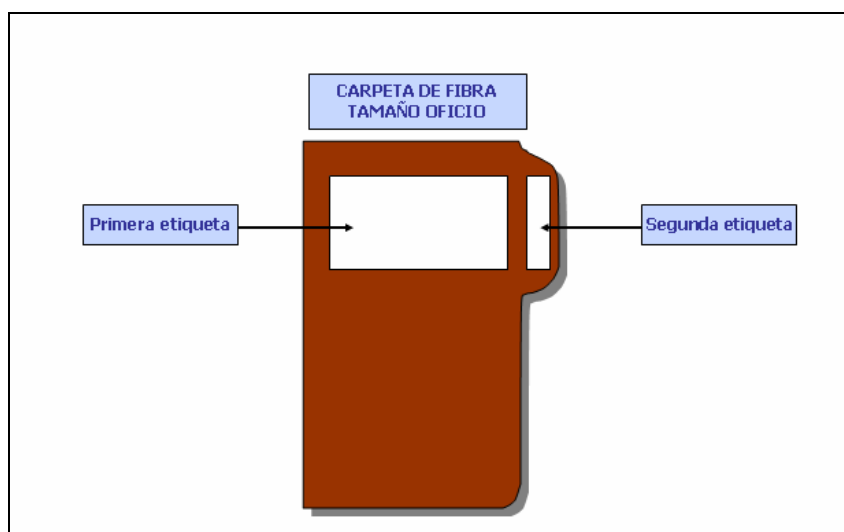 CARPETA DE FIBRA
TAMAÑO OFICIO
Primera etiqueta
Segunda etiqueta